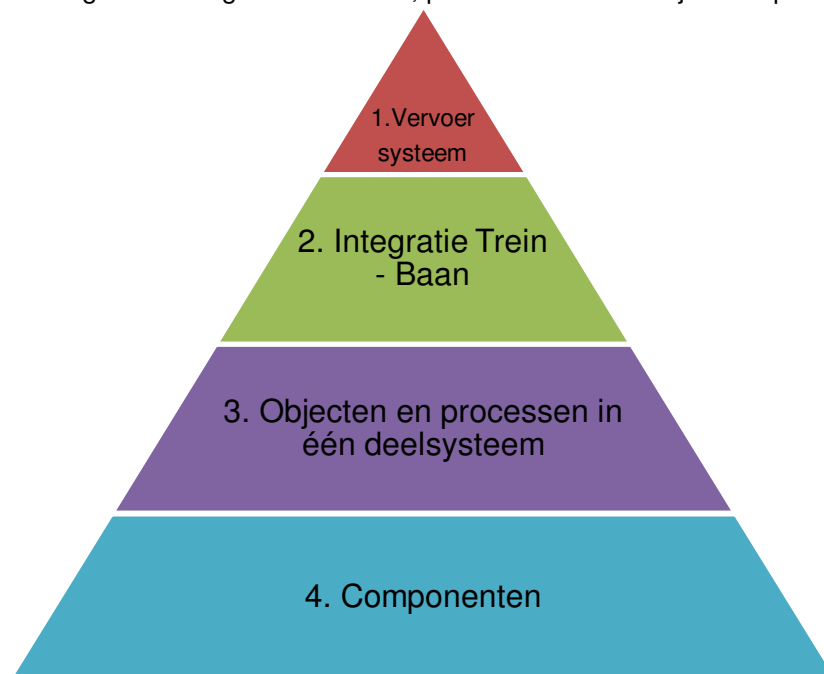 1.Vervoer
systeem
2. Integratie Trein
- Baan
3. Objecten en processen in
één deelsysteem
4. Componenten